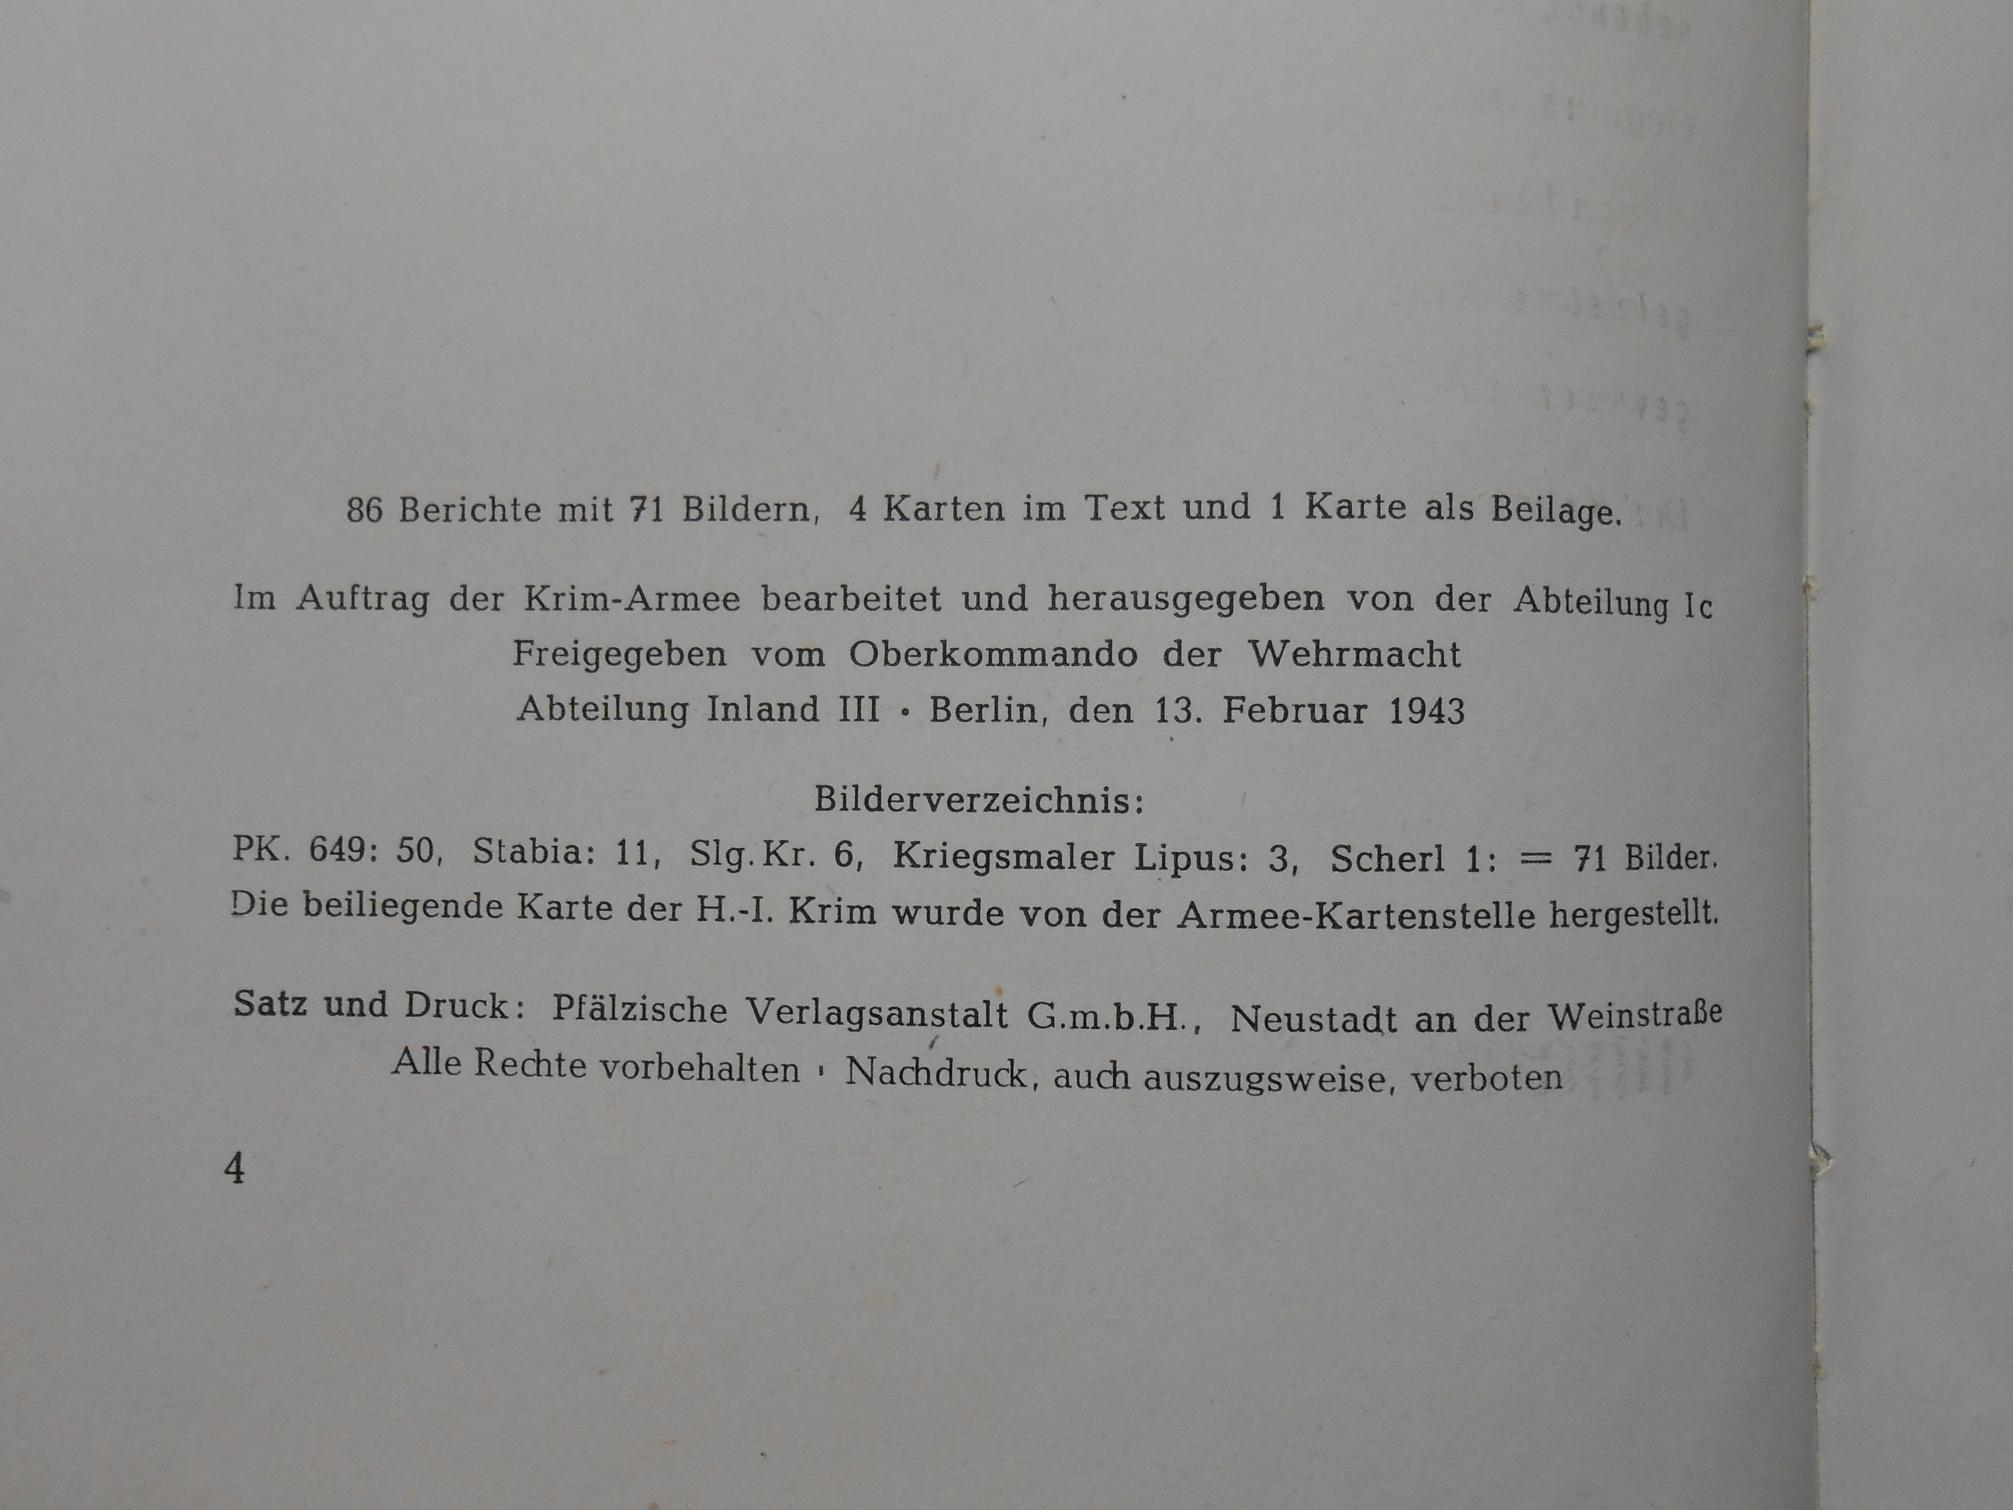 86 Berichte mit 71 Bildern, 4 Karten im Text und 1 Karte als Beilage.
Im Auftrag der Krim-Armee bearbeitet und herausgegeben von der Abteilung Ic
Freigegeben vom Oberkommando der Wehrmacht
Abteilung Inland III • Berlin, den 13. Februar 1943
Bilderverzeichnis:
PK. 649: 50, Stabia: 11, Slg. Kr. 6, Kriegsmaler Lipus: 3, Scherl 1: = 71 Bilder.
Die beiliegende Karte der H.-I. Krim wurde von der Armee-Kartenstelle hergestellt.
Satz und Druck: Pfälzische Verlagsanstalt G.m.b.H., Neustadt an der Weinstraße
Alle Rechte vorbehalten ' Nachdruck, auch auszugsweise, verboten
4